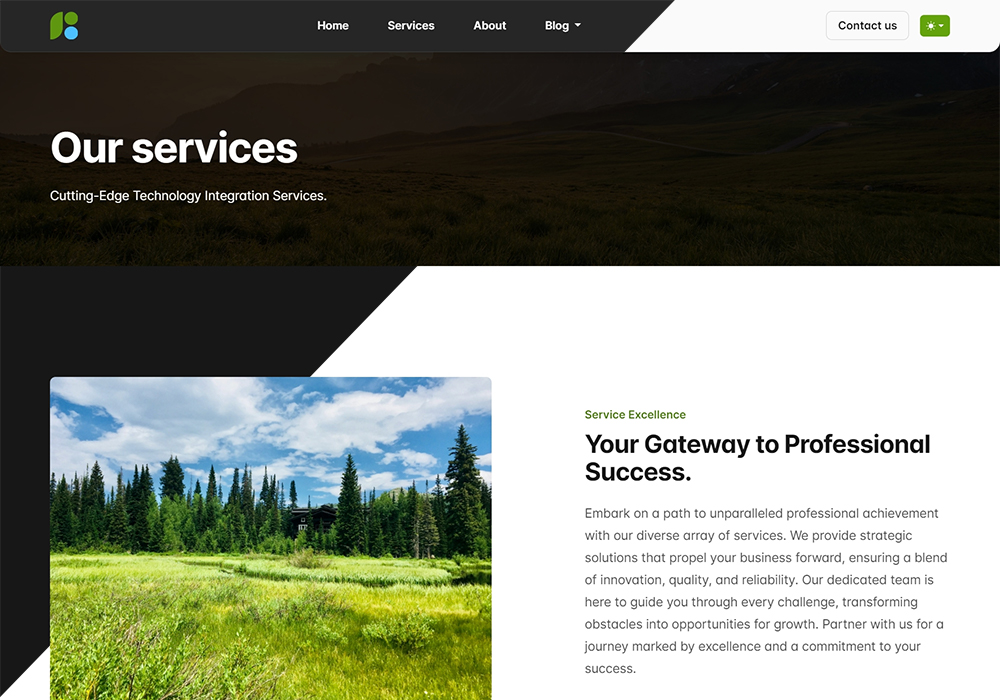 Home Services About Blog Contact us
Our services
Cutting-Edge Technology Integration Services.
Service Excellence
Your Gateway to Professional
Success.
Embark on a path to unparalleled professional achievement
with our diverse array of services. We provide strategic
solutions that propel your business forward, ensuring a blend
of innovation, quality, and reliability. Our dedicated team is
here to guide you through every challenge, transforming
obstacles into opportunities for growth. Partner with us for a
journey marked by excellence and a commitment to your
success.